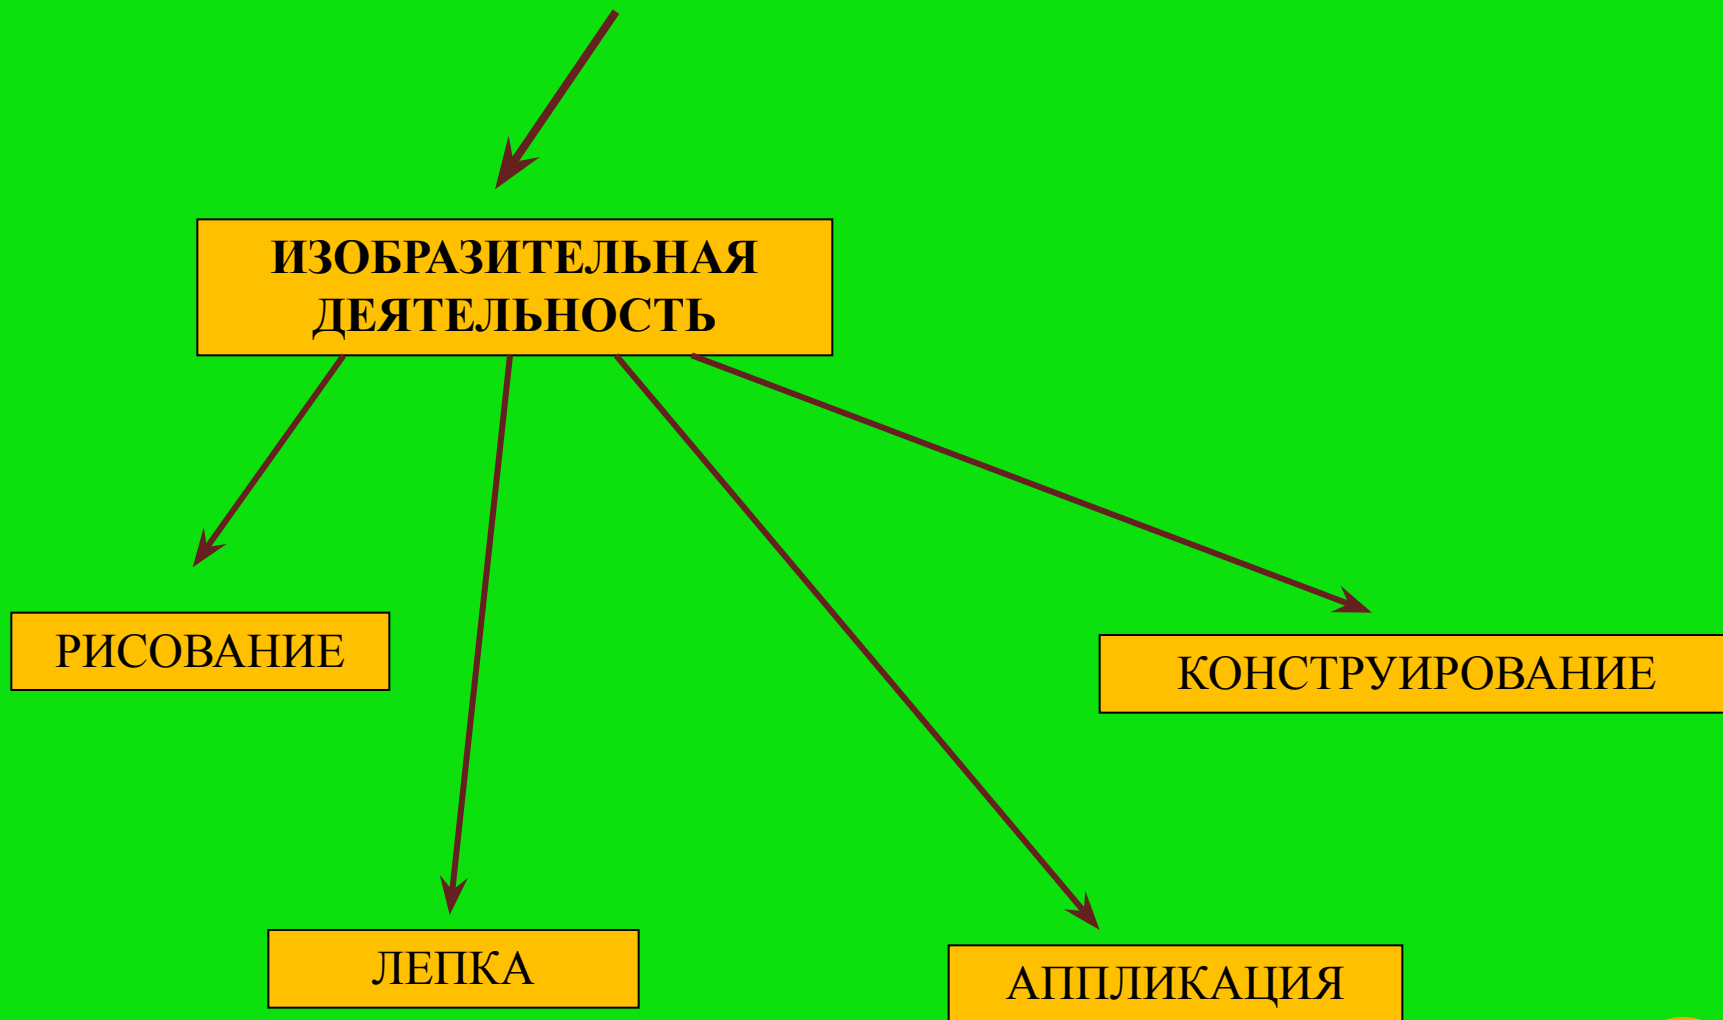 ИЗОБРАЗИТЕЛЬНАЯ
ДЕЯТЕЛЬНОСТЬ
РИСОВАНИЕ
КОНСТРУИРОВАНИЕ
ЛЕПКА
АППЛИКАЦИЯ